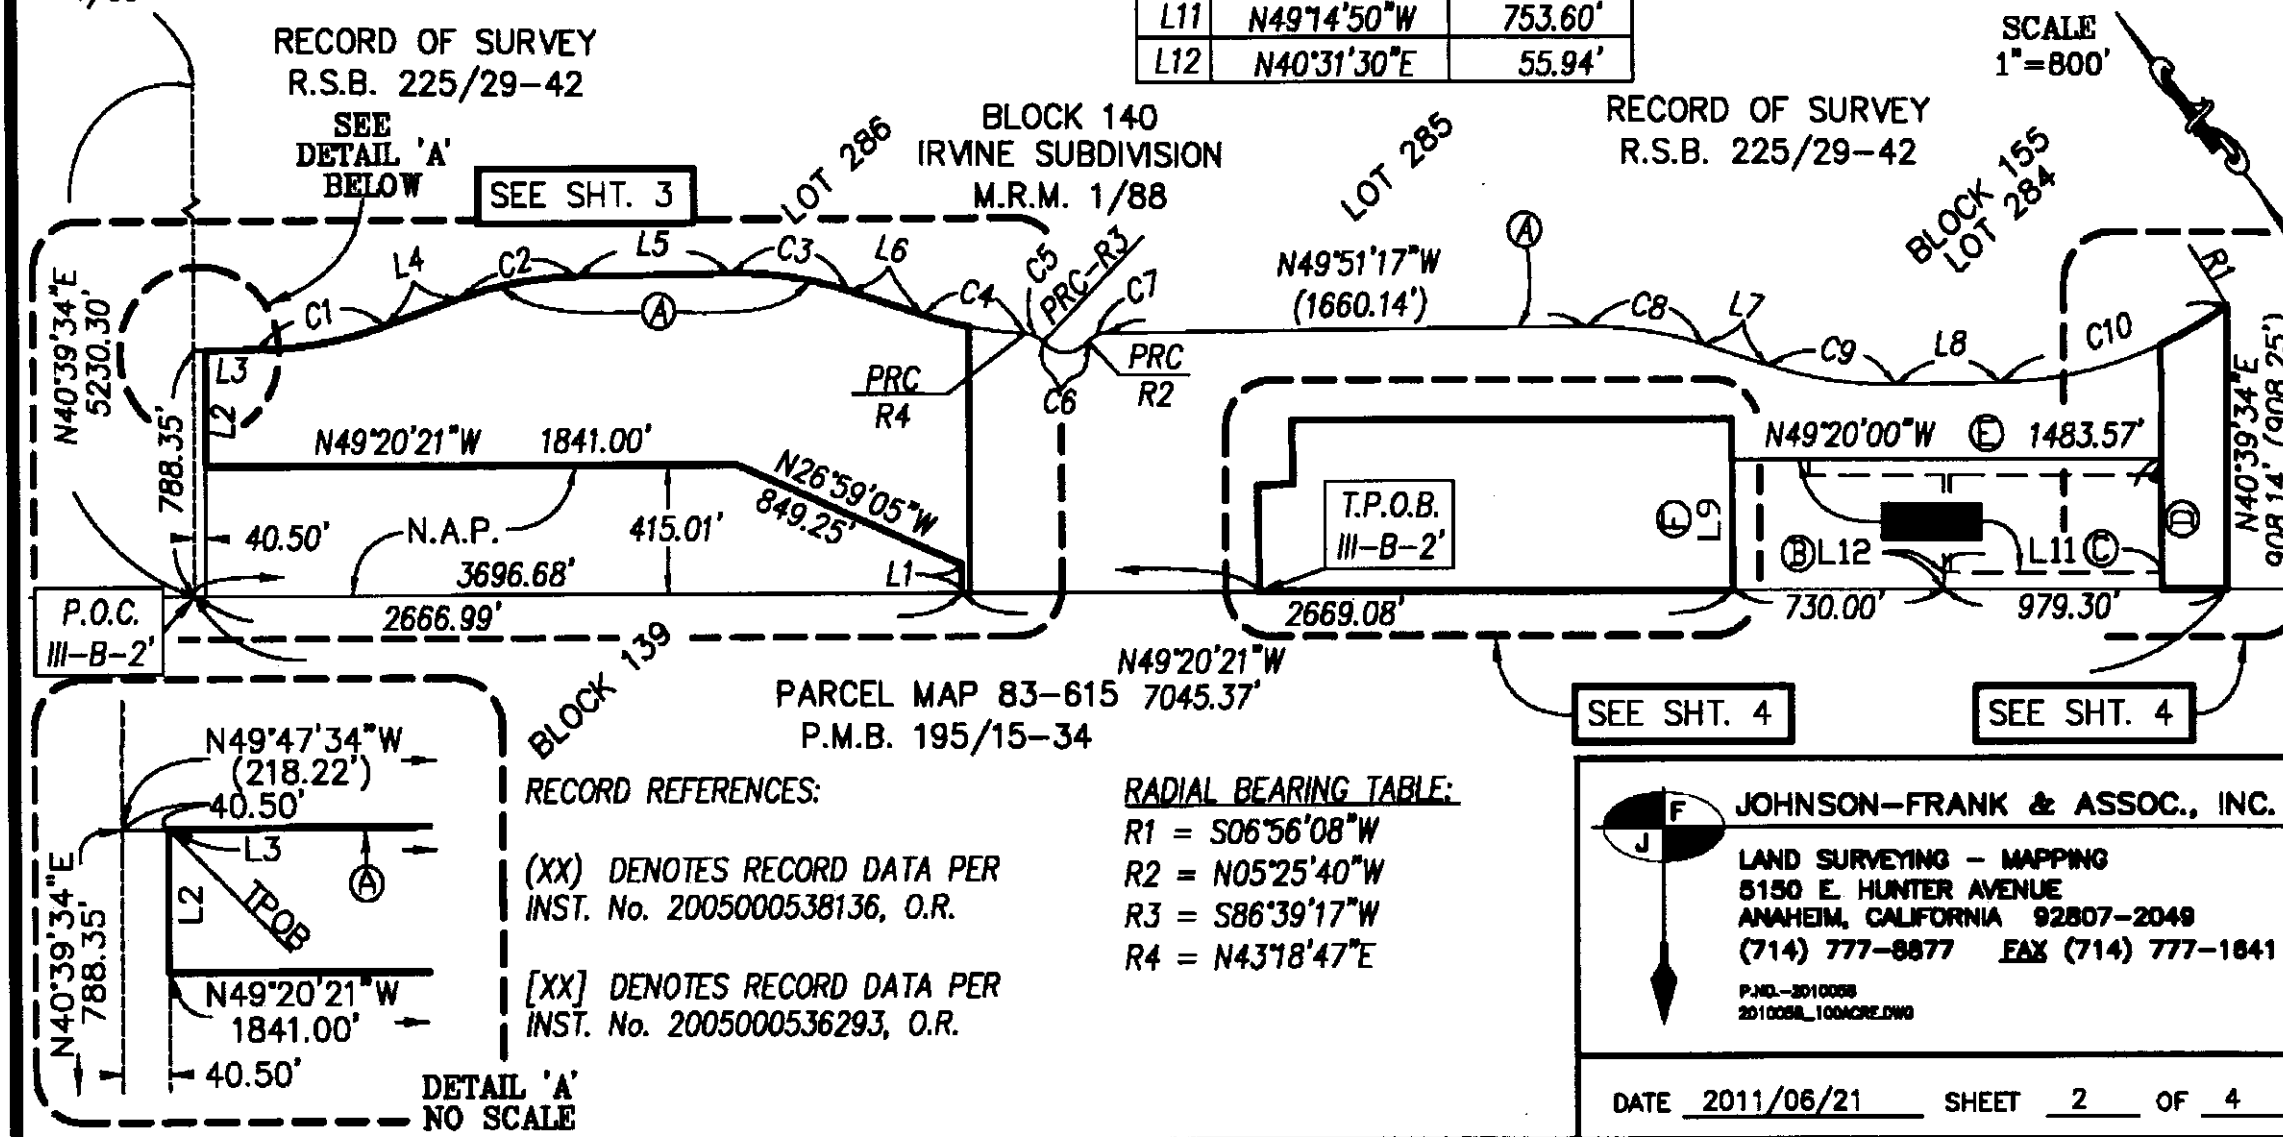 L11 N49°14'50"W 753.60'
L12 N40°31'30"E 55.94'
SCALE
1"=800'
RECORD OF SURVEY
R.S.B. 225/29-42
SEE
DETAIL 'A'
BELOW
SEE SHT. 3
LOT 286
BLOCK 140
IRVINE SUBDIVISION
M.R.M. 1/88
LOT 285
RECORD OF SURVEY
R.S.B. 225/29-42
BLOCK 155
LOT 284
R1
N40°39'34"E
5230.30'
788.35'
L3
L2
C1
L4
C2
L5
C3
L6
C4
C5
PRC-R3
C7
A
PRC
R4
C6
PRC
R2
N49°51'17"W
(1660.14')
A
C8
L7
C9
L8
C10
N40°39'34"E
908.14' (908.25')
N49°20'21"W 1841.00'
N26°59'05"W
849.25'
N49°20'00"W E 1483.57'
40.50'
N.A.P.
415.01'
L1
T.P.O.B.
III-B-2'
F L9
B L12
L11 C
D
3696.68'
2666.99'
2669.08'
730.00'
979.30'
P.O.C.
III-B-2'
BLOCK 139
N49°20'21"W
7045.37'
PARCEL MAP 83-615
P.M.B. 195/15-34
SEE SHT. 4
SEE SHT. 4
N49°47'34"W
(218.22')
40.50'
L3
A
L2
TPOB
N40°39'34"E
788.35'
N49°20'21"W
1841.00'
40.50'
DETAIL 'A'
NO SCALE
RECORD REFERENCES:
(XX) DENOTES RECORD DATA PER
INST. No. 2005000538136, O.R.
[XX] DENOTES RECORD DATA PER
INST. No. 2005000536293, O.R.
RADIAL BEARING TABLE:
R1 = S06°56'08"W
R2 = N05°25'40"W
R3 = S86°39'17"W
R4 = N43°18'47"E
F
J
JOHNSON-FRANK & ASSOC., INC.
LAND SURVEYING - MAPPING
5150 E. HUNTER AVENUE
ANAHEIM, CALIFORNIA 92807-2049
(714) 777-8877 FAX (714) 777-1641
P.NO.-2010058
2010058_100ACRE.DWG
DATE 2011/06/21 SHEET 2 OF 4